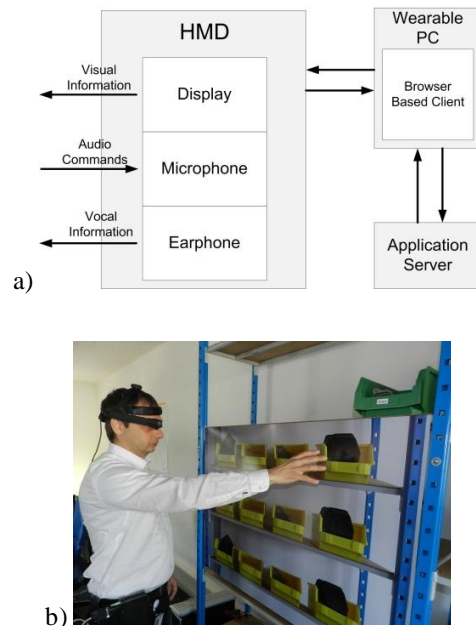 HMD
Visual
Information
Display
Audio
Commands
Microphone
Vocal
Information
Earphone
Wearable
PC
Browser
Based Client
Application
Server
a)
b)